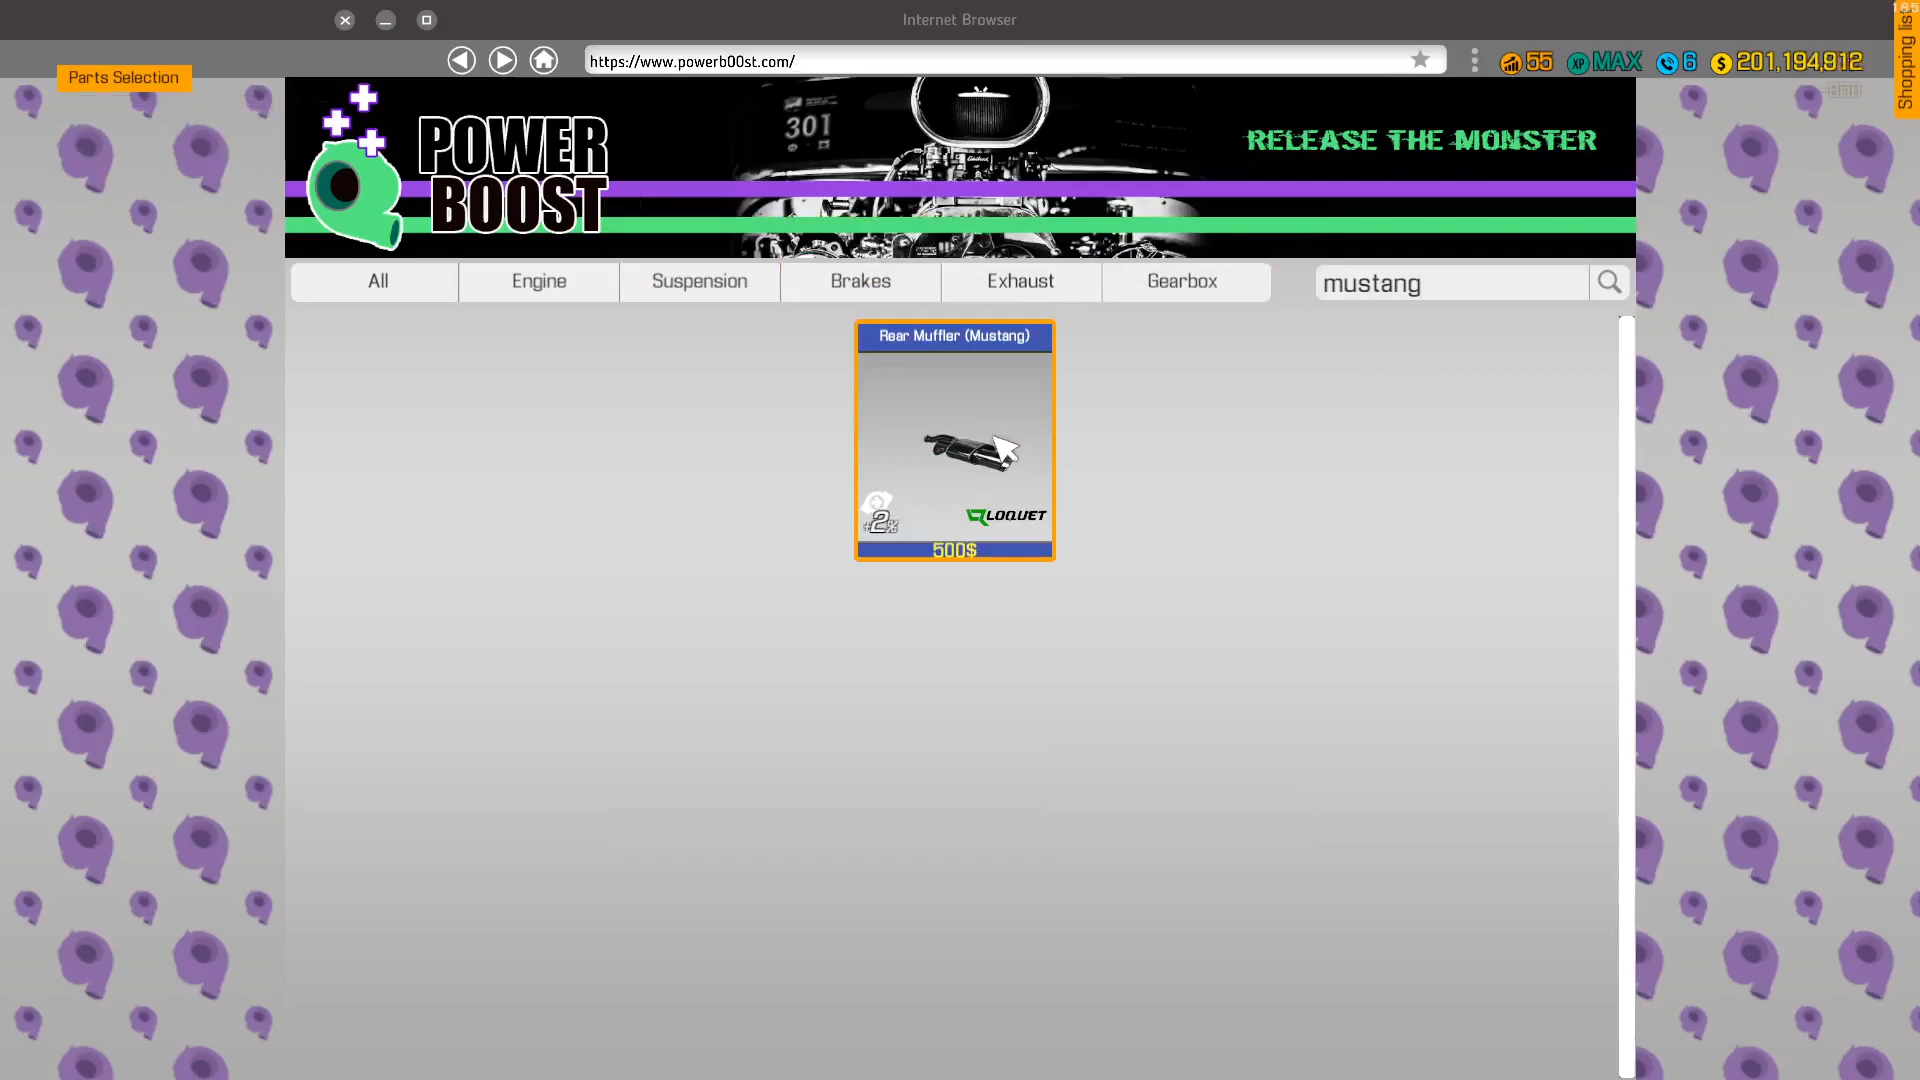 Internet Browser
https://www.powerb00st.com/
55
XP MAX
6
$ 201,194,912
Shopping list
Parts Selection
POWER
BOOST
301
RELEASE THE MONSTER
All
Engine
Suspension
Brakes
Exhaust
Gearbox
mustang
Rear Muffler (Mustang)
+2%
LOQUET
500$